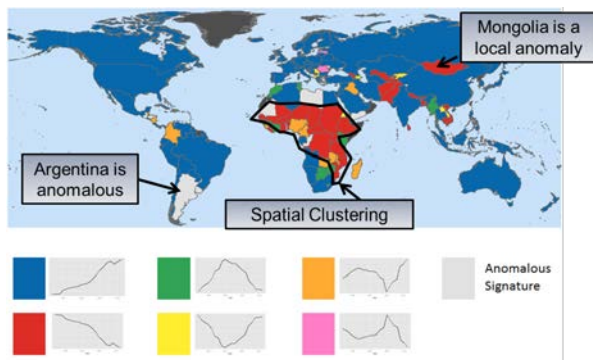 Mongolia is a
local anomaly
Argentina is
anomalous
Spatial Clustering
Anomalous
Signature